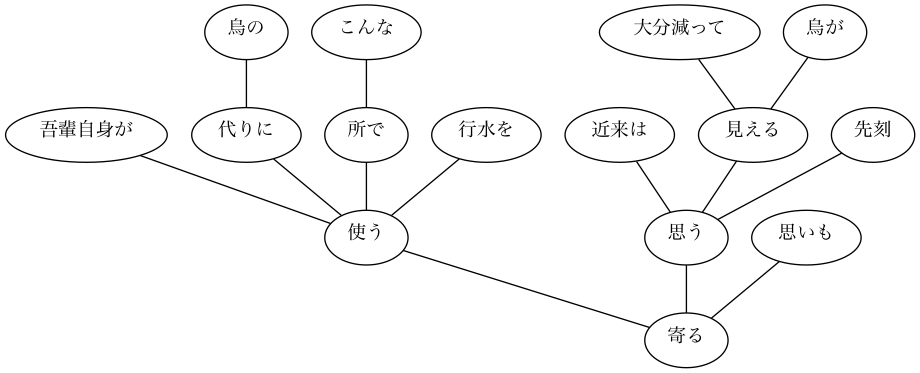 烏の
こんな
大分減って
烏が
吾輩自身が
代りに
所で
行水を
近来は
見える
先刻
使う
思う
思いも
寄る